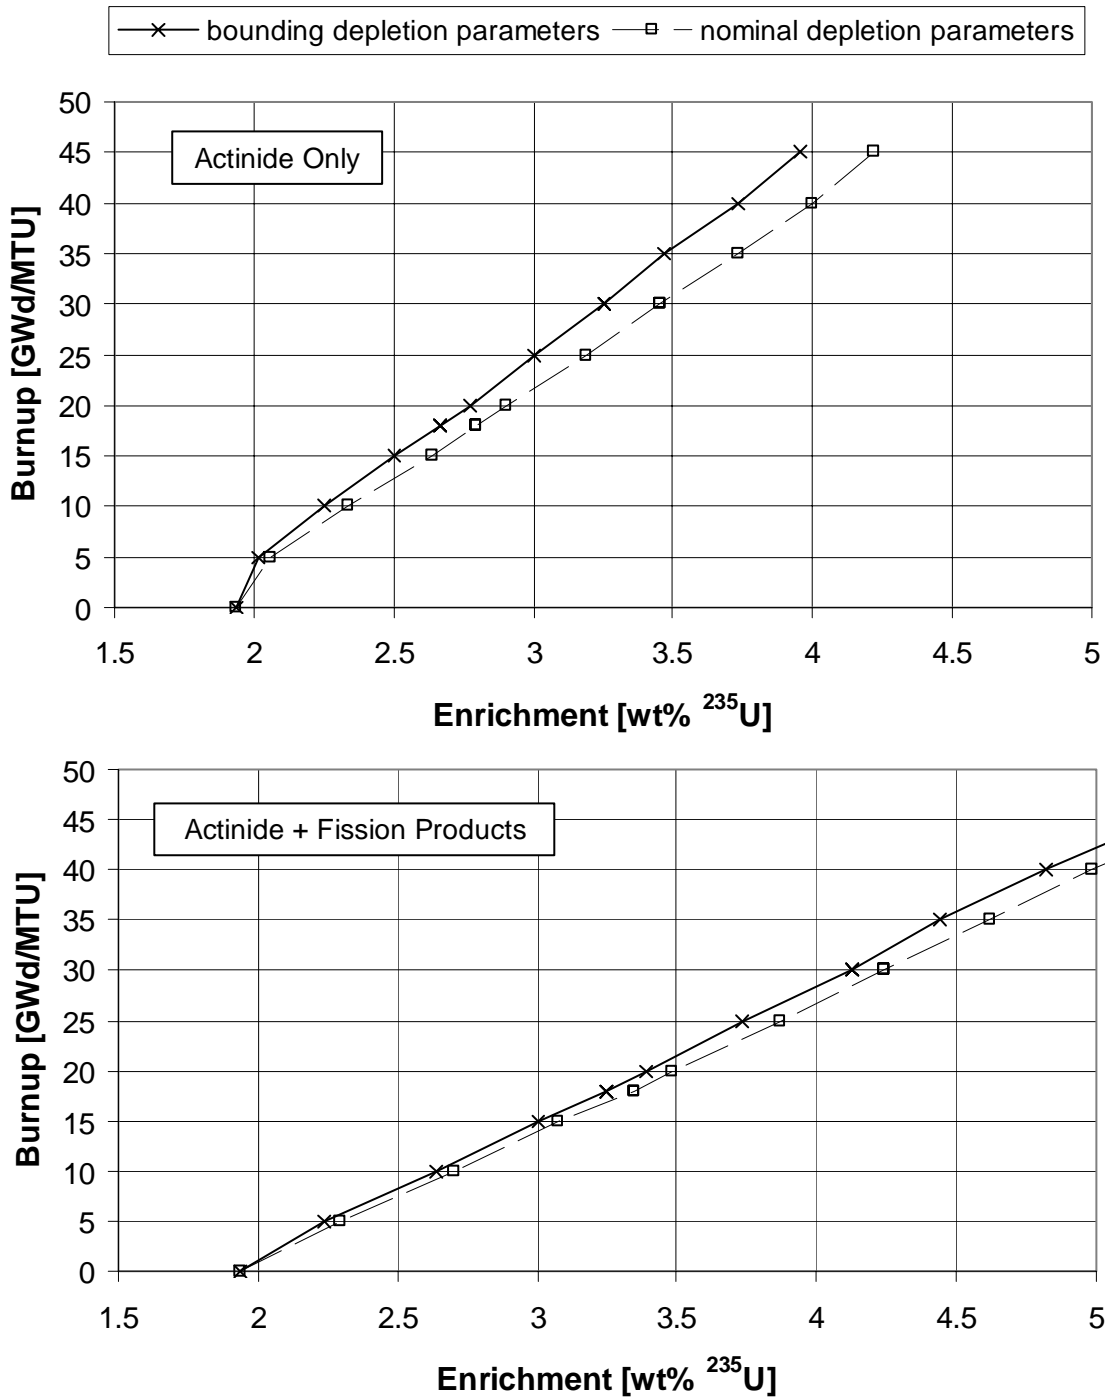 bounding depletion parameters nominal depletion parameters
Actinide Only
Burnup [GWd/MTU]
50
45
40
35
30
25
20
15
10
5
0
1.5 2 2.5 3 3.5 4 4.5 5
Enrichment [wt% ²³⁵U]
Actinide + Fission Products
Burnup [GWd/MTU]
50
45
40
35
30
25
20
15
10
5
0
1.5 2 2.5 3 3.5 4 4.5 5
Enrichment [wt% ²³⁵U]